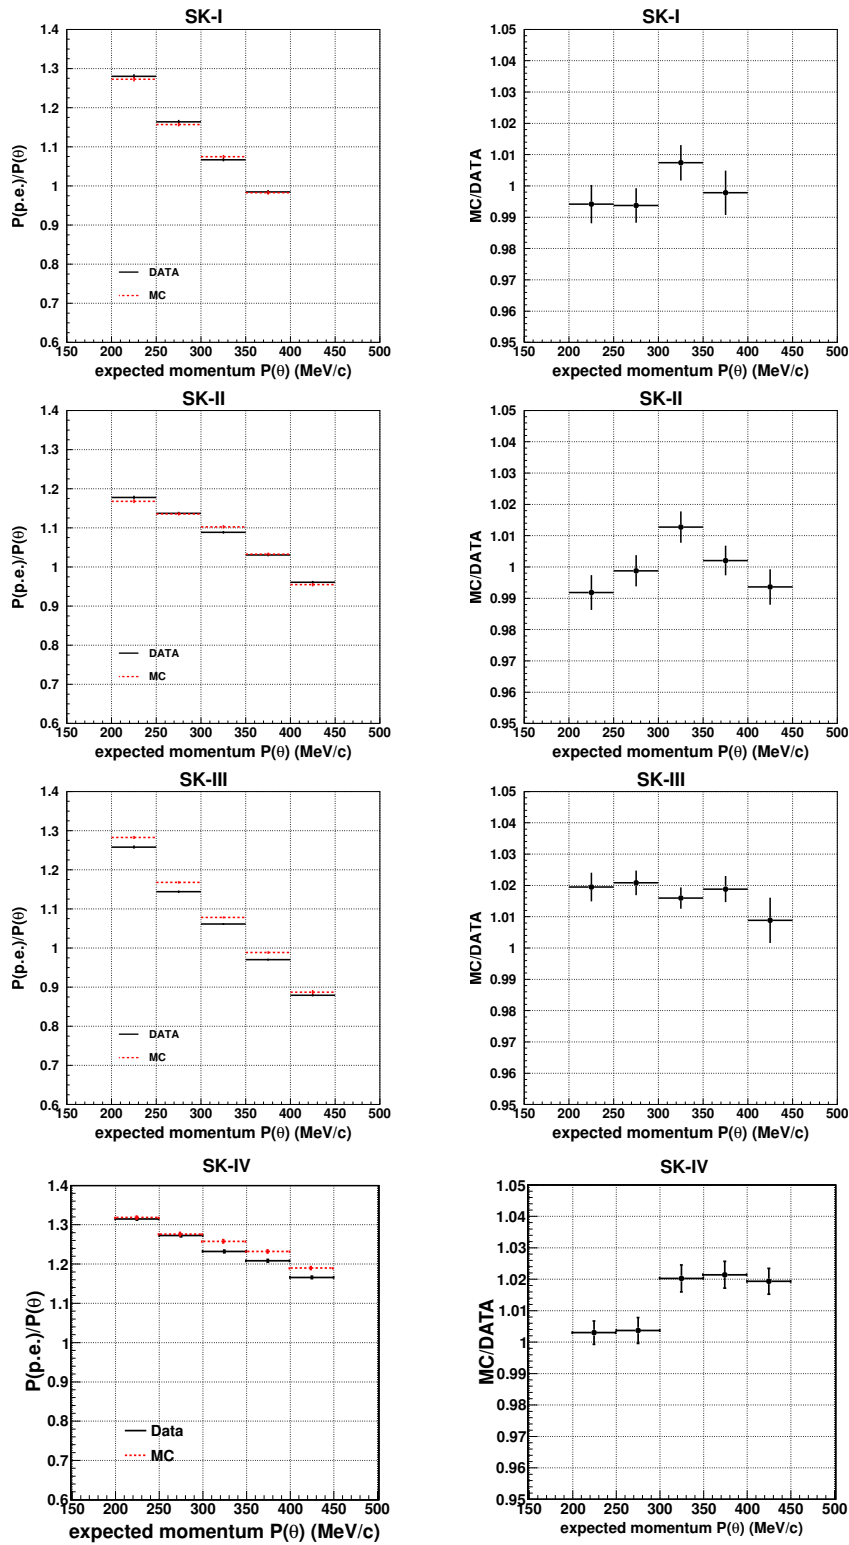 SK-I
1.4
1.3
1.2
1.1
1
0.9
0.8
0.7
0.6
P(p.e.)/P(θ)
DATA
MC
150 200 250 300 350 400 450 500
expected momentum P(θ) (MeV/c)
SK-I
1.05
1.04
1.03
1.02
1.01
1
0.99
0.98
0.97
0.96
0.95
MC/DATA
150 200 250 300 350 400 450 500
expected momentum P(θ) (MeV/c)
SK-II
1.4
1.3
1.2
1.1
1
0.9
0.8
0.7
0.6
P(p.e.)/P(θ)
DATA
MC
150 200 250 300 350 400 450 500
expected momentum P(θ) (MeV/c)
SK-II
1.05
1.04
1.03
1.02
1.01
1
0.99
0.98
0.97
0.96
0.95
MC/DATA
150 200 250 300 350 400 450 500
expected momentum P(θ) (MeV/c)
SK-III
1.4
1.3
1.2
1.1
1
0.9
0.8
0.7
0.6
P(p.e.)/P(θ)
DATA
MC
150 200 250 300 350 400 450 500
expected momentum P(θ) (MeV/c)
SK-III
1.05
1.04
1.03
1.02
1.01
1
0.99
0.98
0.97
0.96
0.95
MC/DATA
150 200 250 300 350 400 450 500
expected momentum P(θ) (MeV/c)
SK-IV
1.4
1.3
1.2
1.1
1
0.9
0.8
0.7
0.6
P(p.e.)/P(θ)
Data
MC
150 200 250 300 350 400 450 500
expected momentum P(θ) (MeV/c)
SK-IV
1.05
1.04
1.03
1.02
1.01
1
0.99
0.98
0.97
0.96
0.95
MC/DATA
150 200 250 300 350 400 450 500
expected momentum P(θ) (MeV/c)